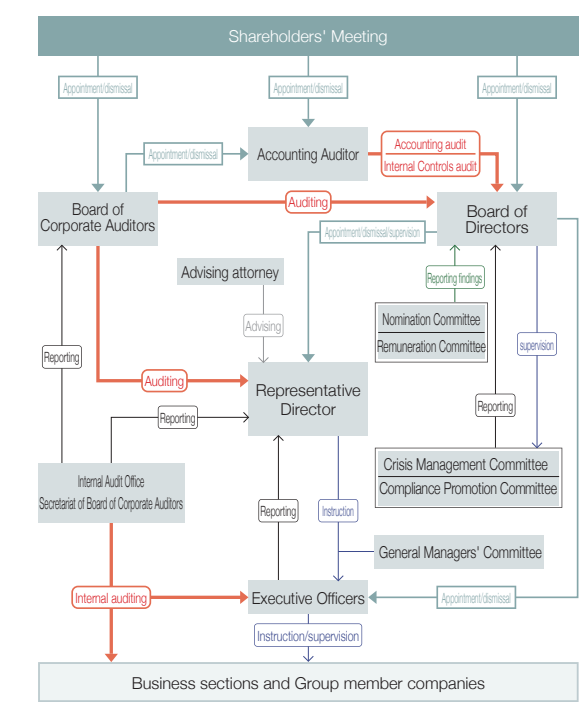 Shareholders' Meeting
Appointment/dismissal
Appointment/dismissal
Appointment/dismissal
Appointment/dismissal
Accounting Auditor
Accounting audit
Internal Controls audit
Board of
Corporate Auditors
Auditing
Board of
Directors
Appointment/dismissal/supervision
Advising attorney
Reporting findings
Advising
Nomination Committee
Remuneration Committee
Reporting
supervision
Auditing
Representative
Director
Reporting
Reporting
Internal Audit Office
Secretariat of Board of Corporate Auditors
Crisis Management Committee
Compliance Promotion Committee
Reporting
Instruction
General Managers' Committee
Internal auditing
Executive Officers
Appointment/dismissal
Instruction/supervision
Business sections and Group member companies